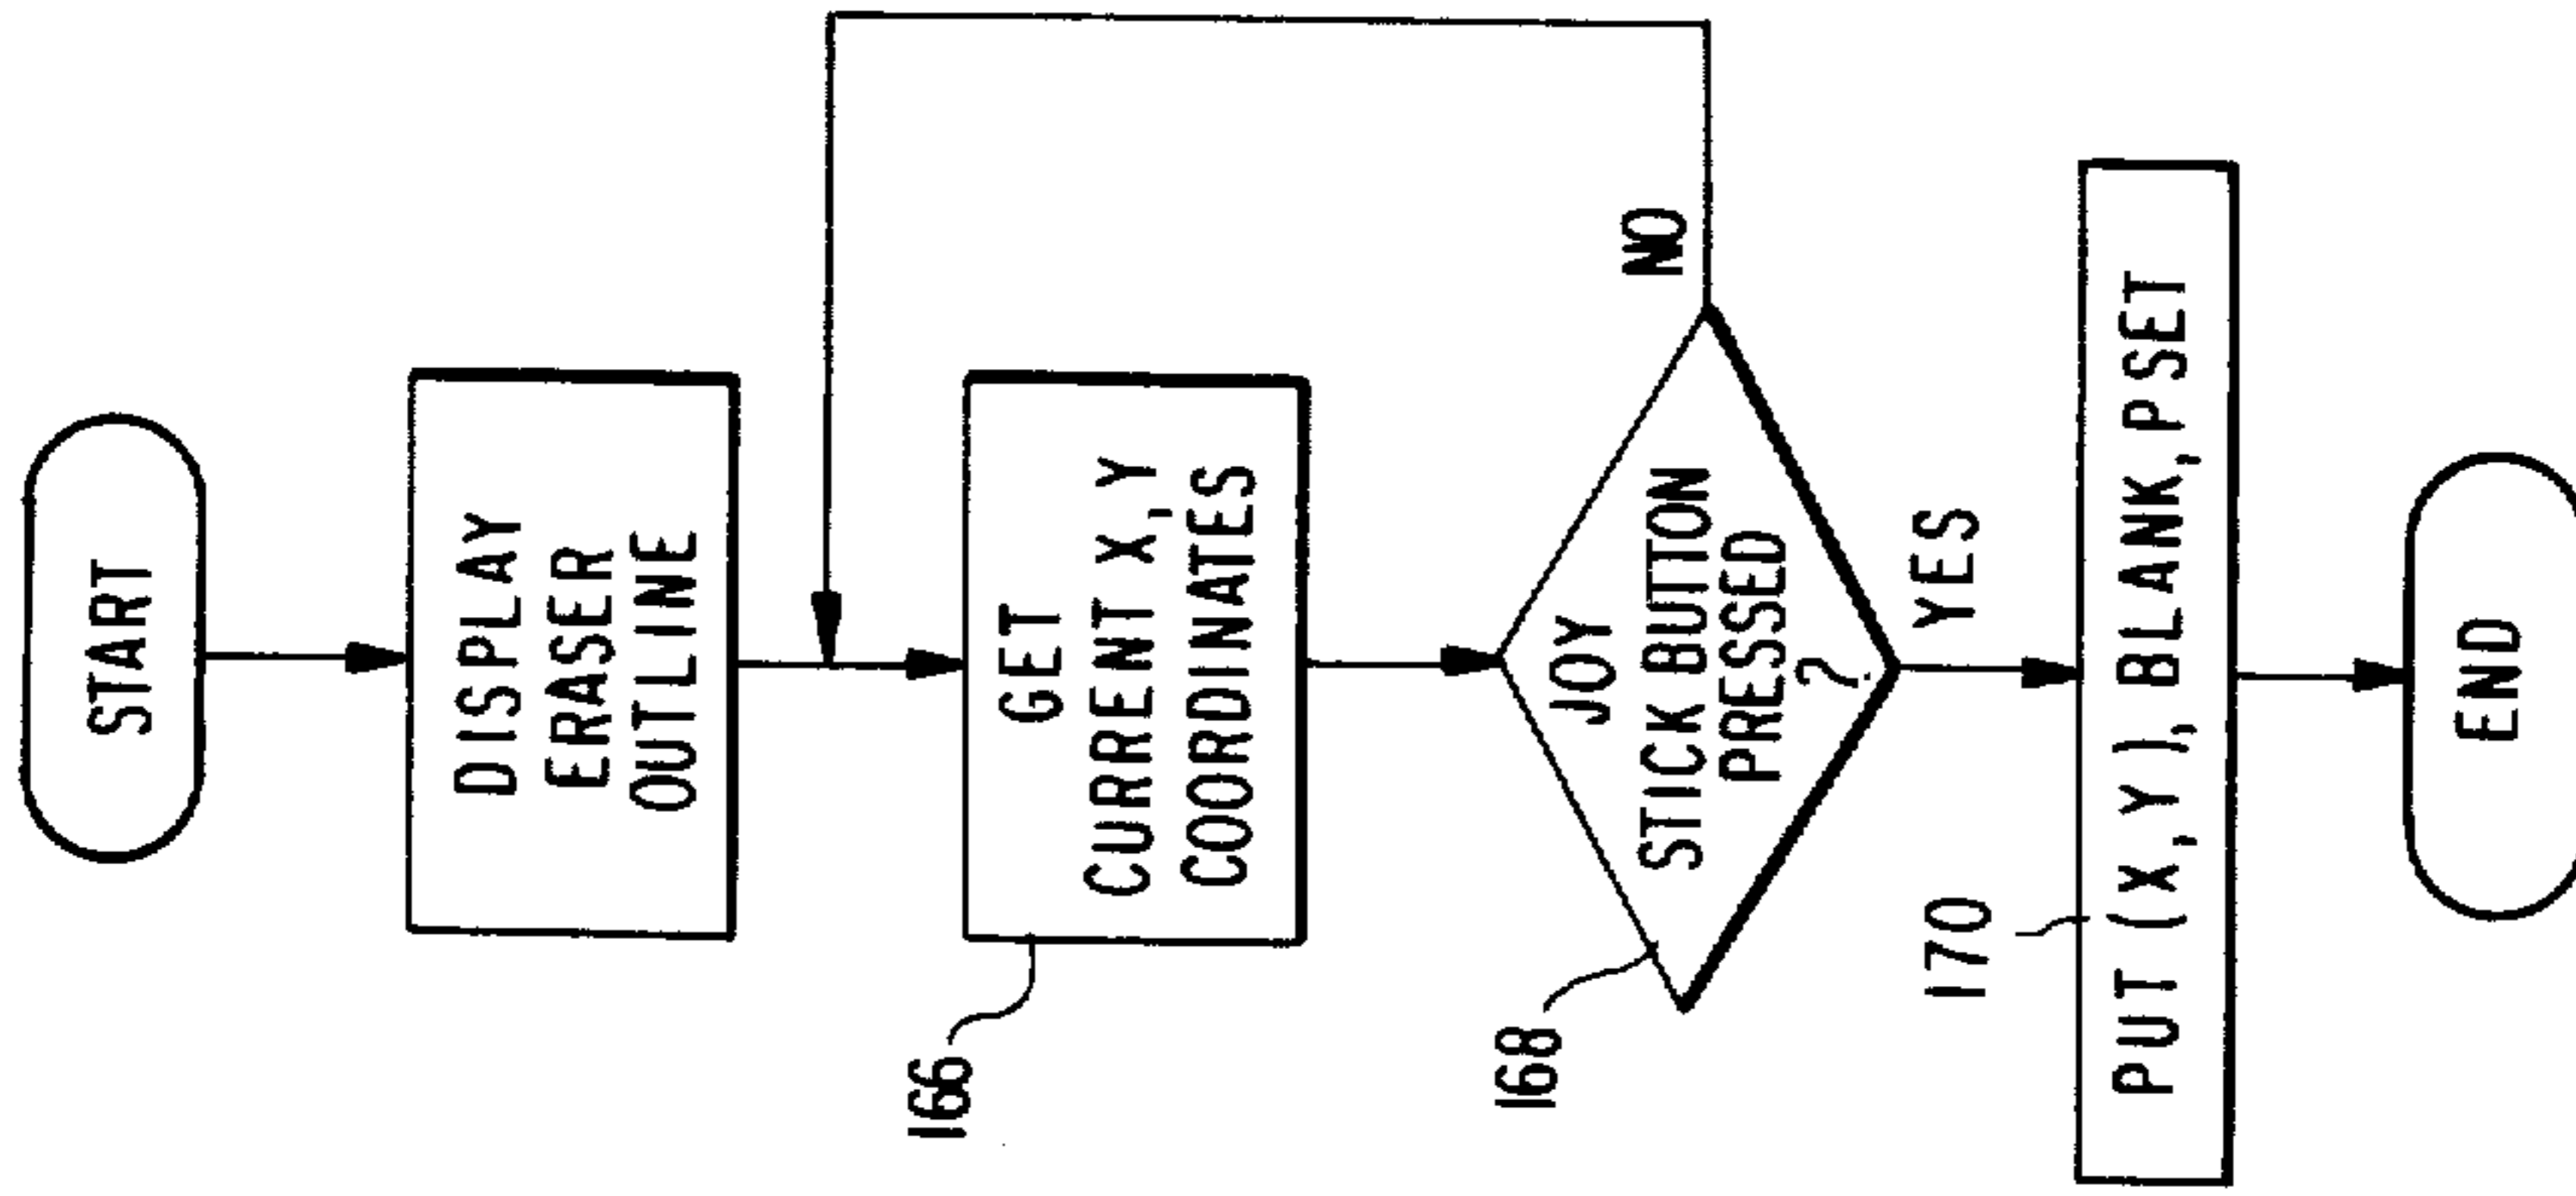 START
DISPLAY
ERASER
OUTLINE
GET
CURRENT X,Y
COORDINATES
166
JOY
STICK BUTTON
PRESSED
?
168
NO
YES
170
PUT (X,Y), BLANK, PSET
END